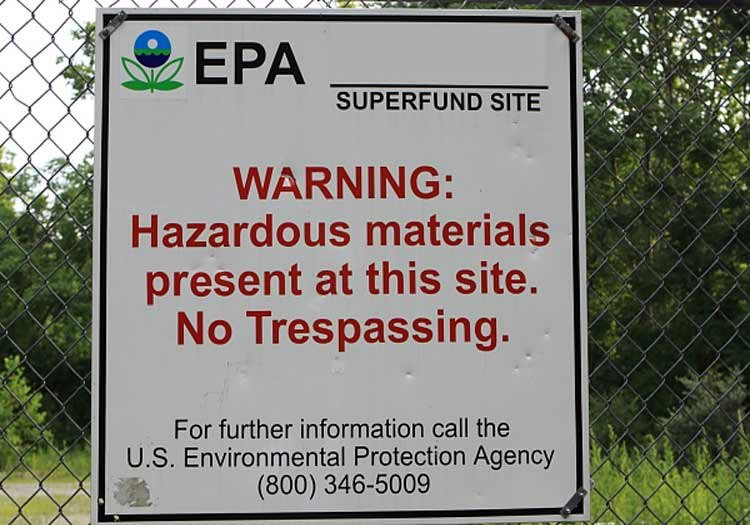 EPA
SUPERFUND SITE
WARNING:
Hazardous materials
present at this site.
No Trespassing.
For further information call the
U.S. Environmental Protection Agency
(800) 346-5009